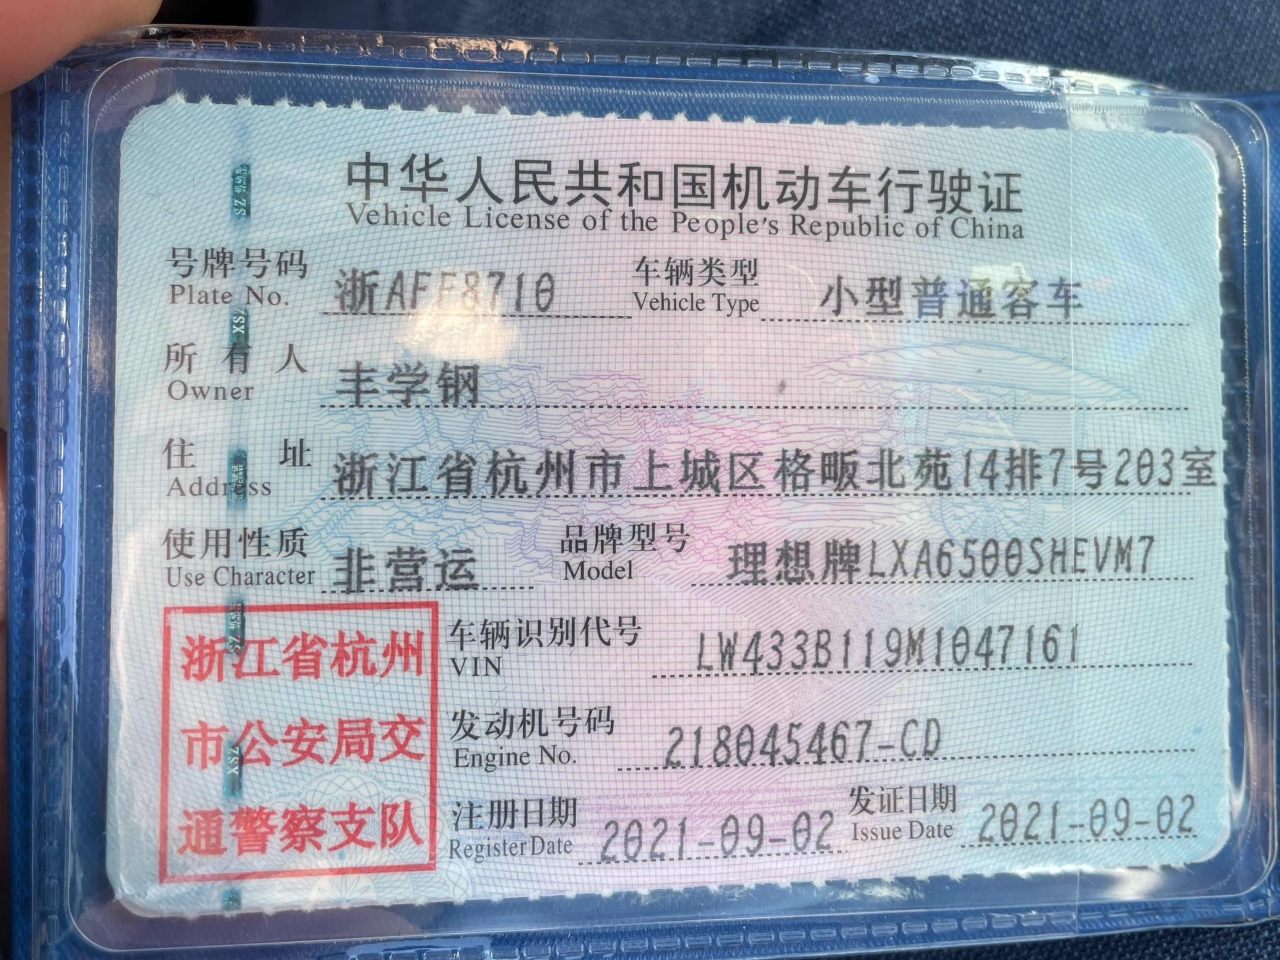 中华人民共和国机动车行驶证
Vehicle License of the People's Republic of China
号牌号码 浙AFF8710 车辆类型 小型普通客车
Plate No. Vehicle Type
所有人 丰学钢
Owner
住址 浙江省杭州市上城区格畈北苑14排7号203室
Address
使用性质 非营运 品牌型号 理想牌LXA6500SHEVM7
Use Character Model
浙江省杭州
市公安局交
通警察支队
车辆识别代号 LW433B119M1047161
VIN
发动机号码 218045467-CD
Engine No.
注册日期 2021-09-02 发证日期 2021-09-02
Register Date Issue Date